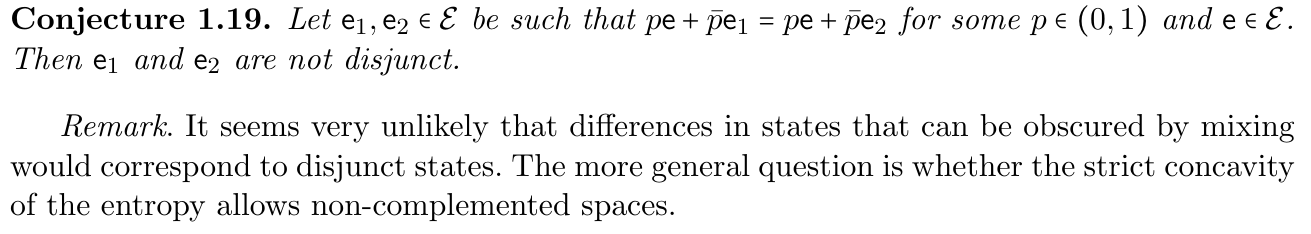 Conjecture 1.19. Let e₁, e₂ ∈ ℰ be such that pe + p̄e₁ = pe + p̄e₂ for some p ∈ (0, 1) and e ∈ ℰ.
Then e₁ and e₂ are not disjunct.
Remark. It seems very unlikely that differences in states that can be obscured by mixing
would correspond to disjunct states. The more general question is whether the strict concavity
of the entropy allows non-complemented spaces.